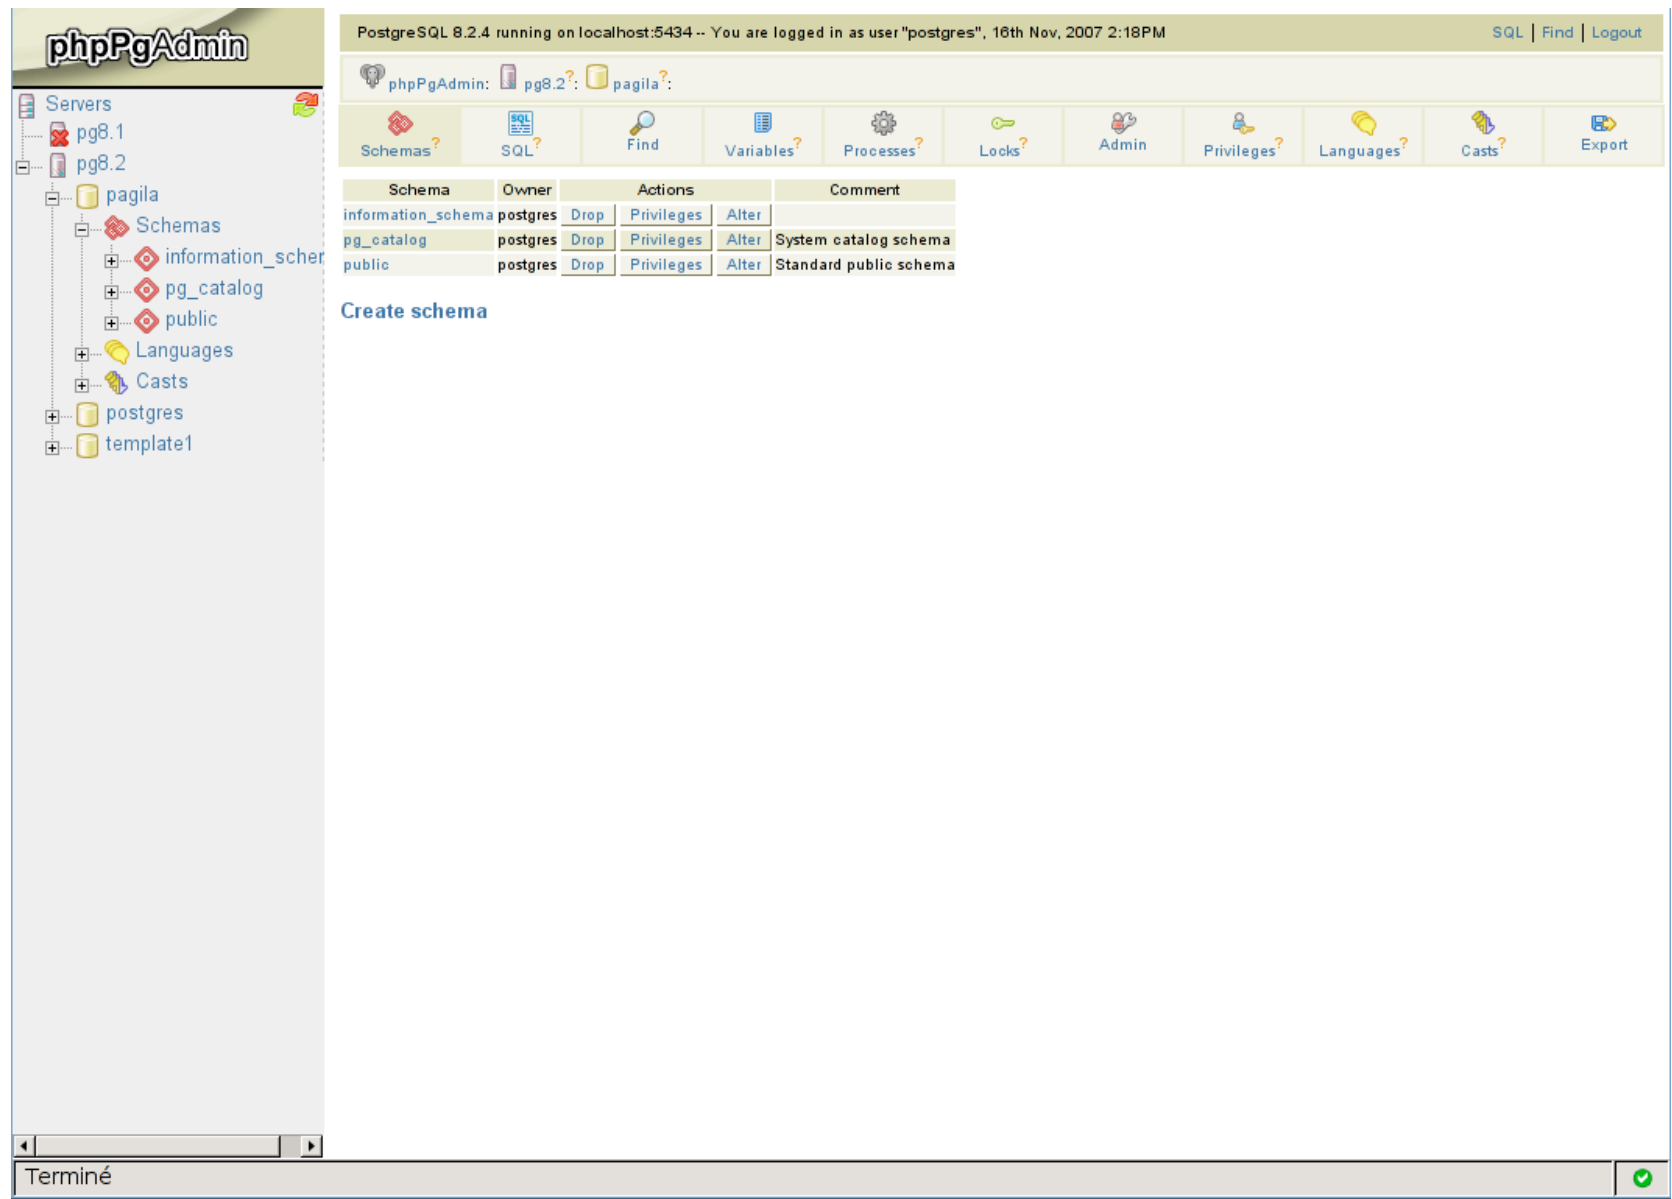 phpPgAdmin
Servers
pg8.1
pg8.2
pagila
Schemas
information_scher
pg_catalog
public
Languages
Casts
postgres
template1
PostgreSQL 8.2.4 running on localhost:5434 -- You are logged in as user "postgres", 16th Nov, 2007 2:18PM
SQL | Find | Logout
phpPgAdmin: pg8.2?: pagila?:
Schemas? SQL? Find Variables? Processes? Locks? Admin Privileges? Languages? Casts? Export
Schema Owner Actions Comment
information_schema postgres Drop Privileges Alter
pg_catalog postgres Drop Privileges Alter System catalog schema
public postgres Drop Privileges Alter Standard public schema
Create schema
Terminé